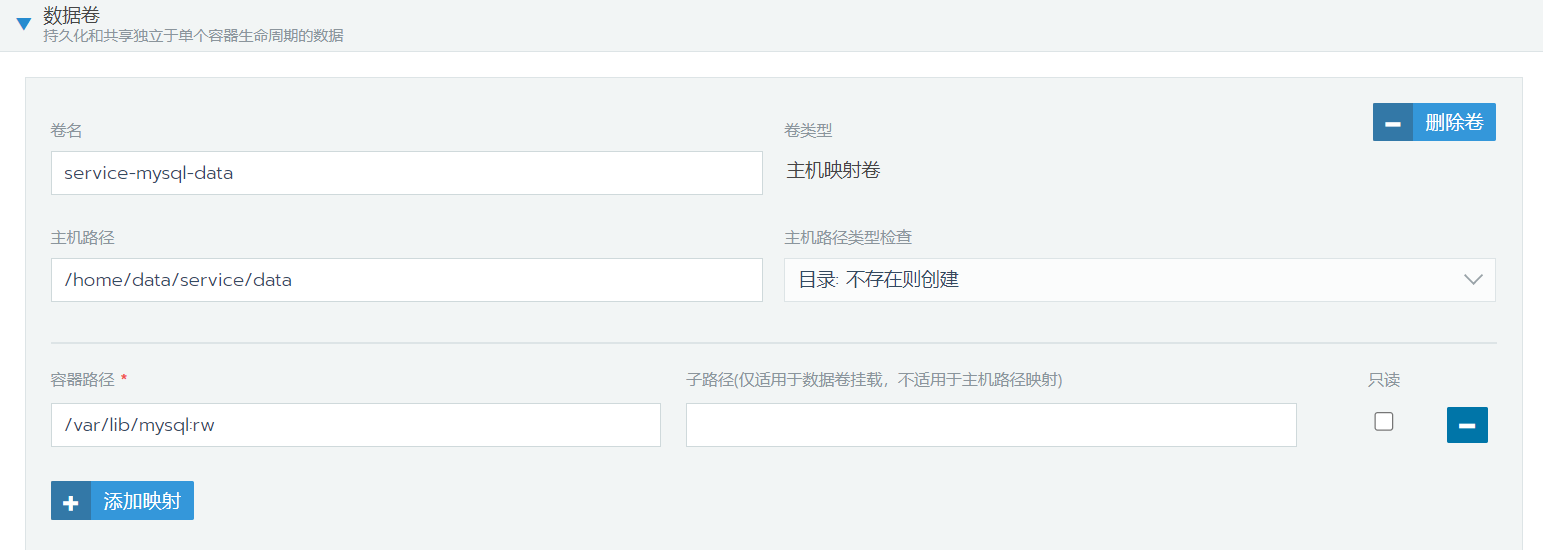 数据卷
持久化和共享独立于单个容器生命周期的数据
删除卷
卷名
卷类型
service-mysql-data
主机映射卷
主机路径
主机路径类型检查
/home/data/service/data
目录: 不存在则创建
容器路径 *
子路径(仅适用于数据卷挂载，不适用于主机路径映射)
只读
/var/lib/mysql:rw
添加映射